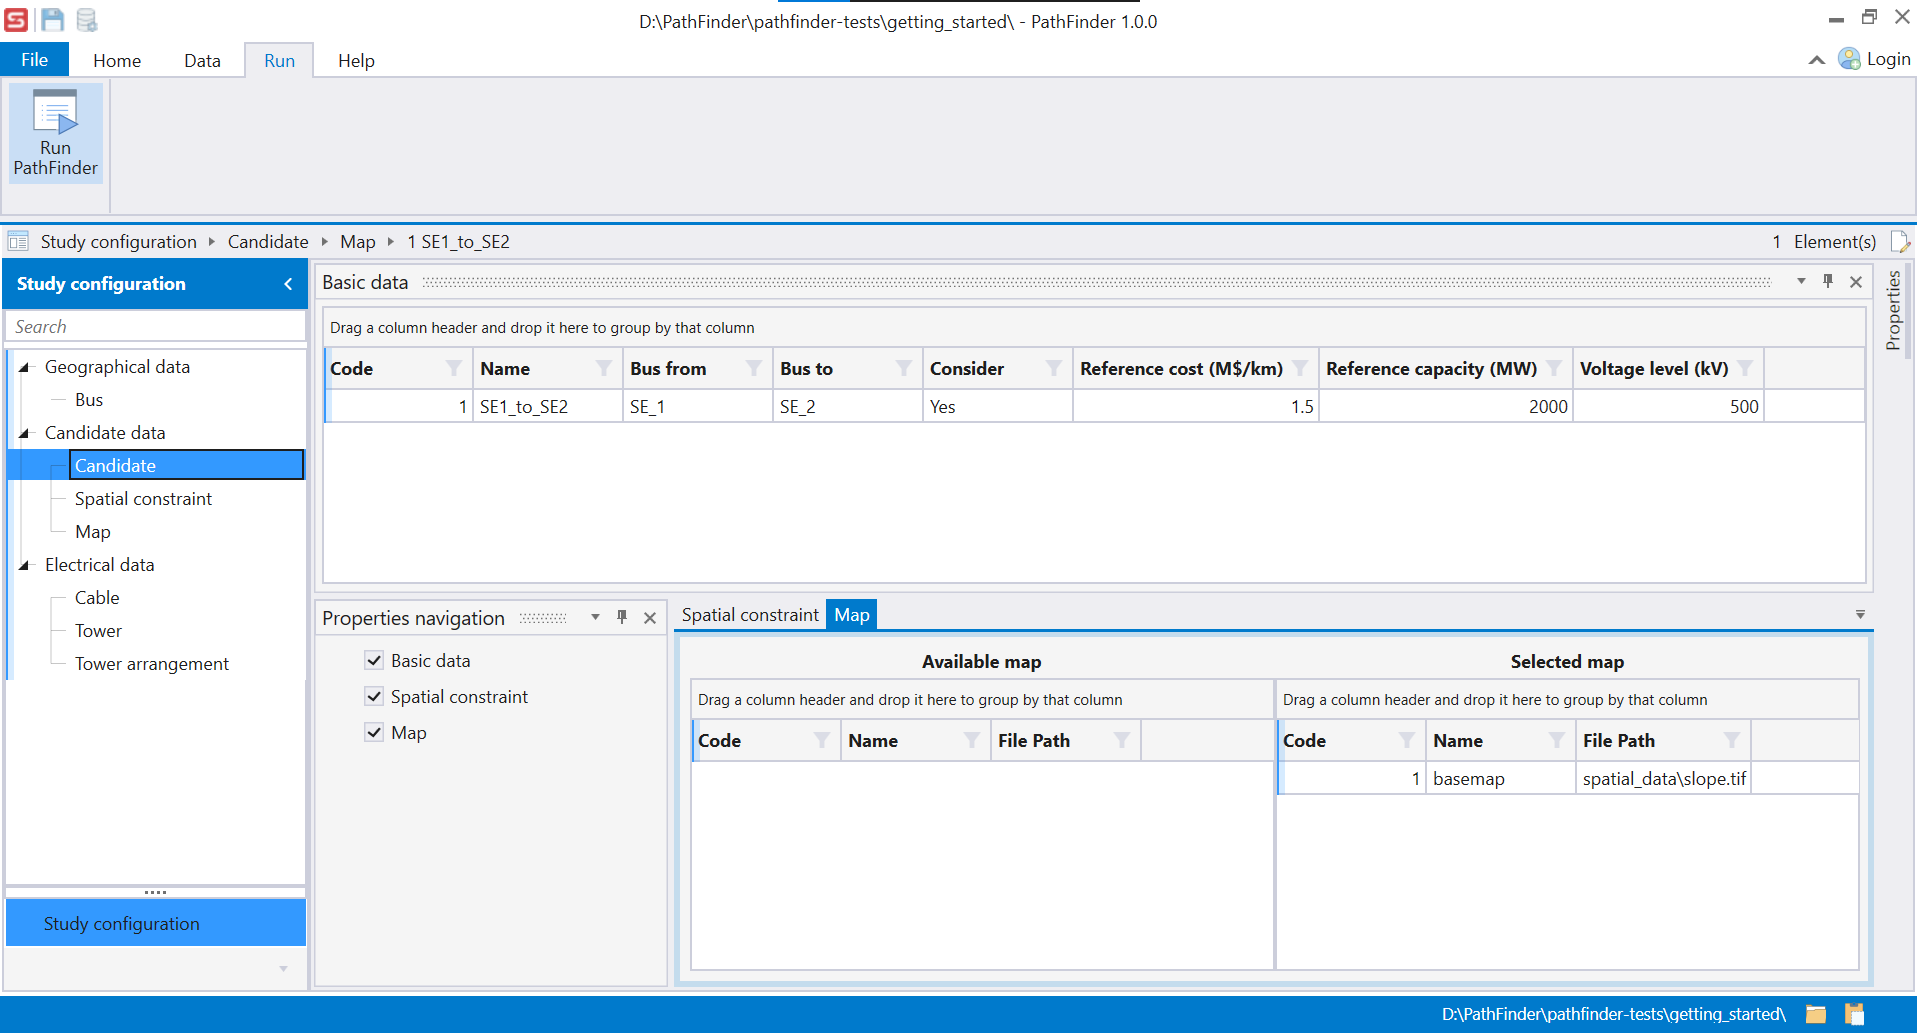 D:\PathFinder\pathfinder-tests\getting_started\ - PathFinder 1.0.0
File Home Data Run Help Login
Run
PathFinder
Study configuration Candidate Map 1 SE1_to_SE2 1 Element(s)
Study configuration
Search
Geographical data
Bus
Candidate data
Candidate
Spatial constraint
Map
Electrical data
Cable
Tower
Tower arrangement
Study configuration
Basic data
Drag a column header and drop it here to group by that column
Code Name Bus from Bus to Consider Reference cost (M$/km) Reference capacity (MW) Voltage level (kV)
1 SE1_to_SE2 SE_1 SE_2 Yes 1.5 2000 500
Properties
Properties navigation
Basic data
Spatial constraint
Map
Spatial constraint Map
Available map
Drag a column header and drop it here to group by that column
Code Name File Path
Selected map
Drag a column header and drop it here to group by that column
Code Name File Path
1 basemap spatial_data\slope.tif
D:\PathFinder\pathfinder-tests\getting_started\